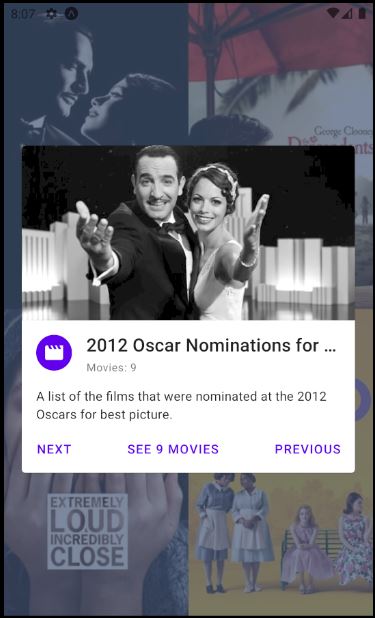 8:07
George Clooney
2012 Oscar Nominations for ...
Movies: 9
A list of the films that were nominated at the 2012
Oscars for best picture.
NEXT
SEE 9 MOVIES
PREVIOUS
EXTREMELY
LOUD
INCREDIBLY
CLOSE